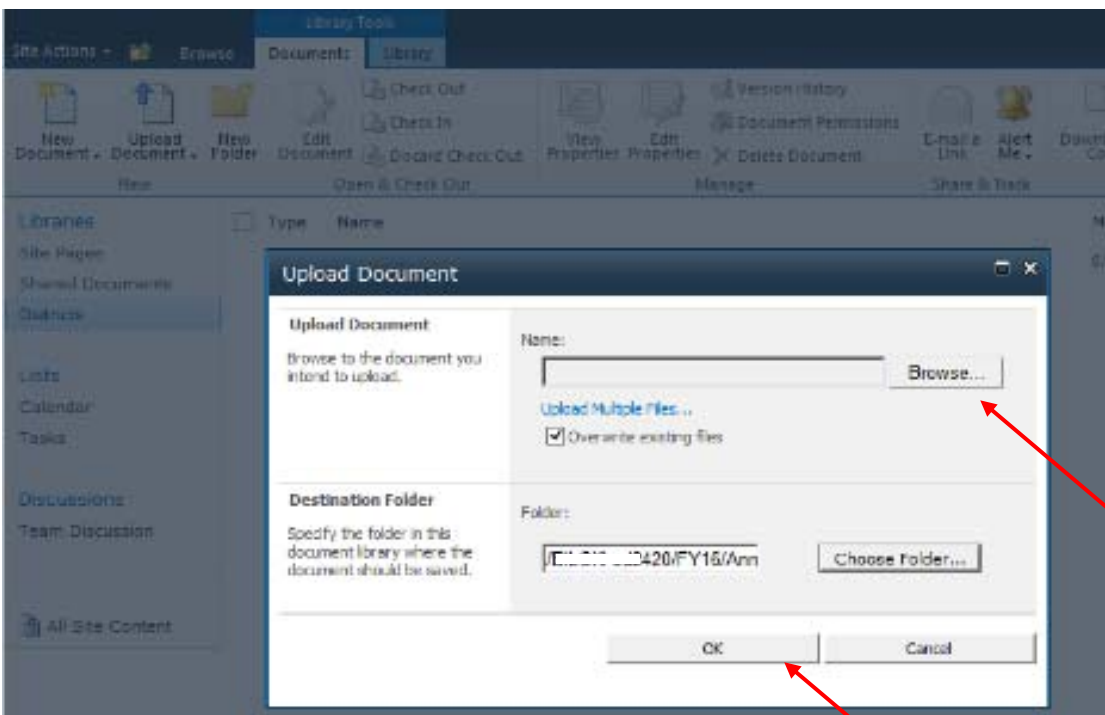 Library Tools
Site Actions Browse Documents Library
New Document Upload Document New Folder Edit Document Check Out Check In Discard Check Out View Properties Edit Properties Version History Document Permissions Delete Document E-mail a Link Alert Me
New Open & Check Out Manage Share & Track
Libraries
Type Name
Site Pages
Shared Documents
Lists
Calendar
Tasks
Discussions
Team Discussion
All Site Content
Upload Document
Upload Document
Browse to the document you
intend to upload.
Name:
Browse...
Upload Multiple Files...
Overwrite existing files
Destination Folder
Specify the folder in this
document library where the
document should be saved.
Folder:
420/FY16/Ann
Choose Folder...
OK Cancel